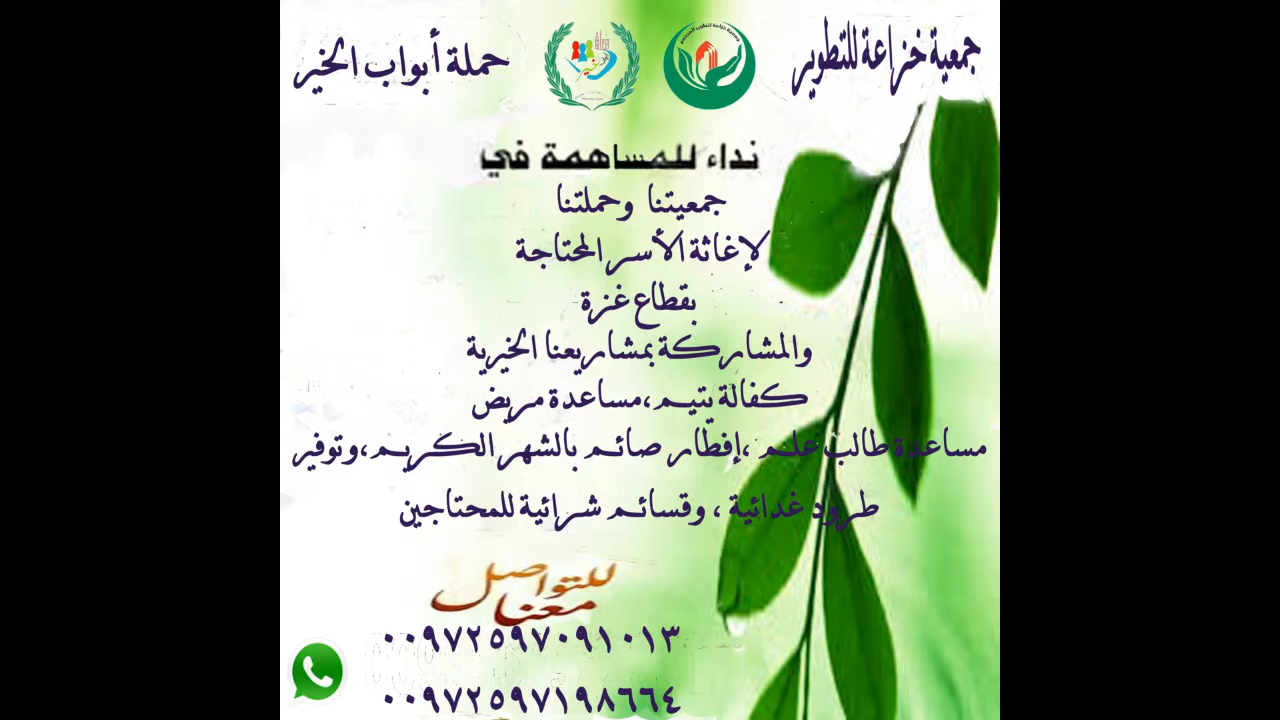 جمعية خزاعة للتطوير
حملة أبواب الخير
نداء للمساهمة في
جمعيتنا وحملتنا
لإغاثة الأسر المحتاجة
بقطاع غزة
والمشاركة بمشاريعنا الخيرية
كفالة يتيم،مساعدة مريض
مساعدة طالب علم ،إفطار صائم بالشهر الكريم،وتوفير
طرود غدائية ، وقسائم شرائية للمحتاجين
للتواصل
معنا
٠٠٩٧٢٥٩٧٠٩١٠١٣
٠٠٩٧٢٥٩٧١٩٨٦٦٤